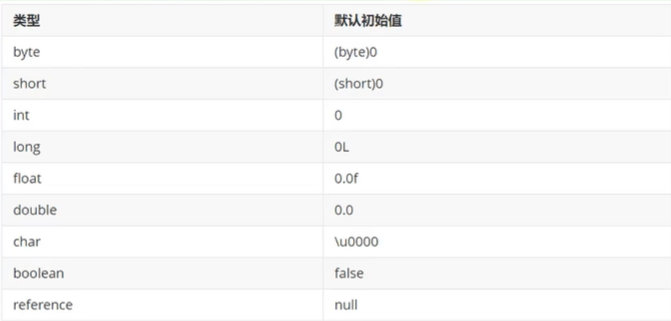 类型 默认初始值
byte (byte)0
short (short)0
int 0
long 0L
float 0.0f
double 0.0
char \u0000
boolean false
reference null